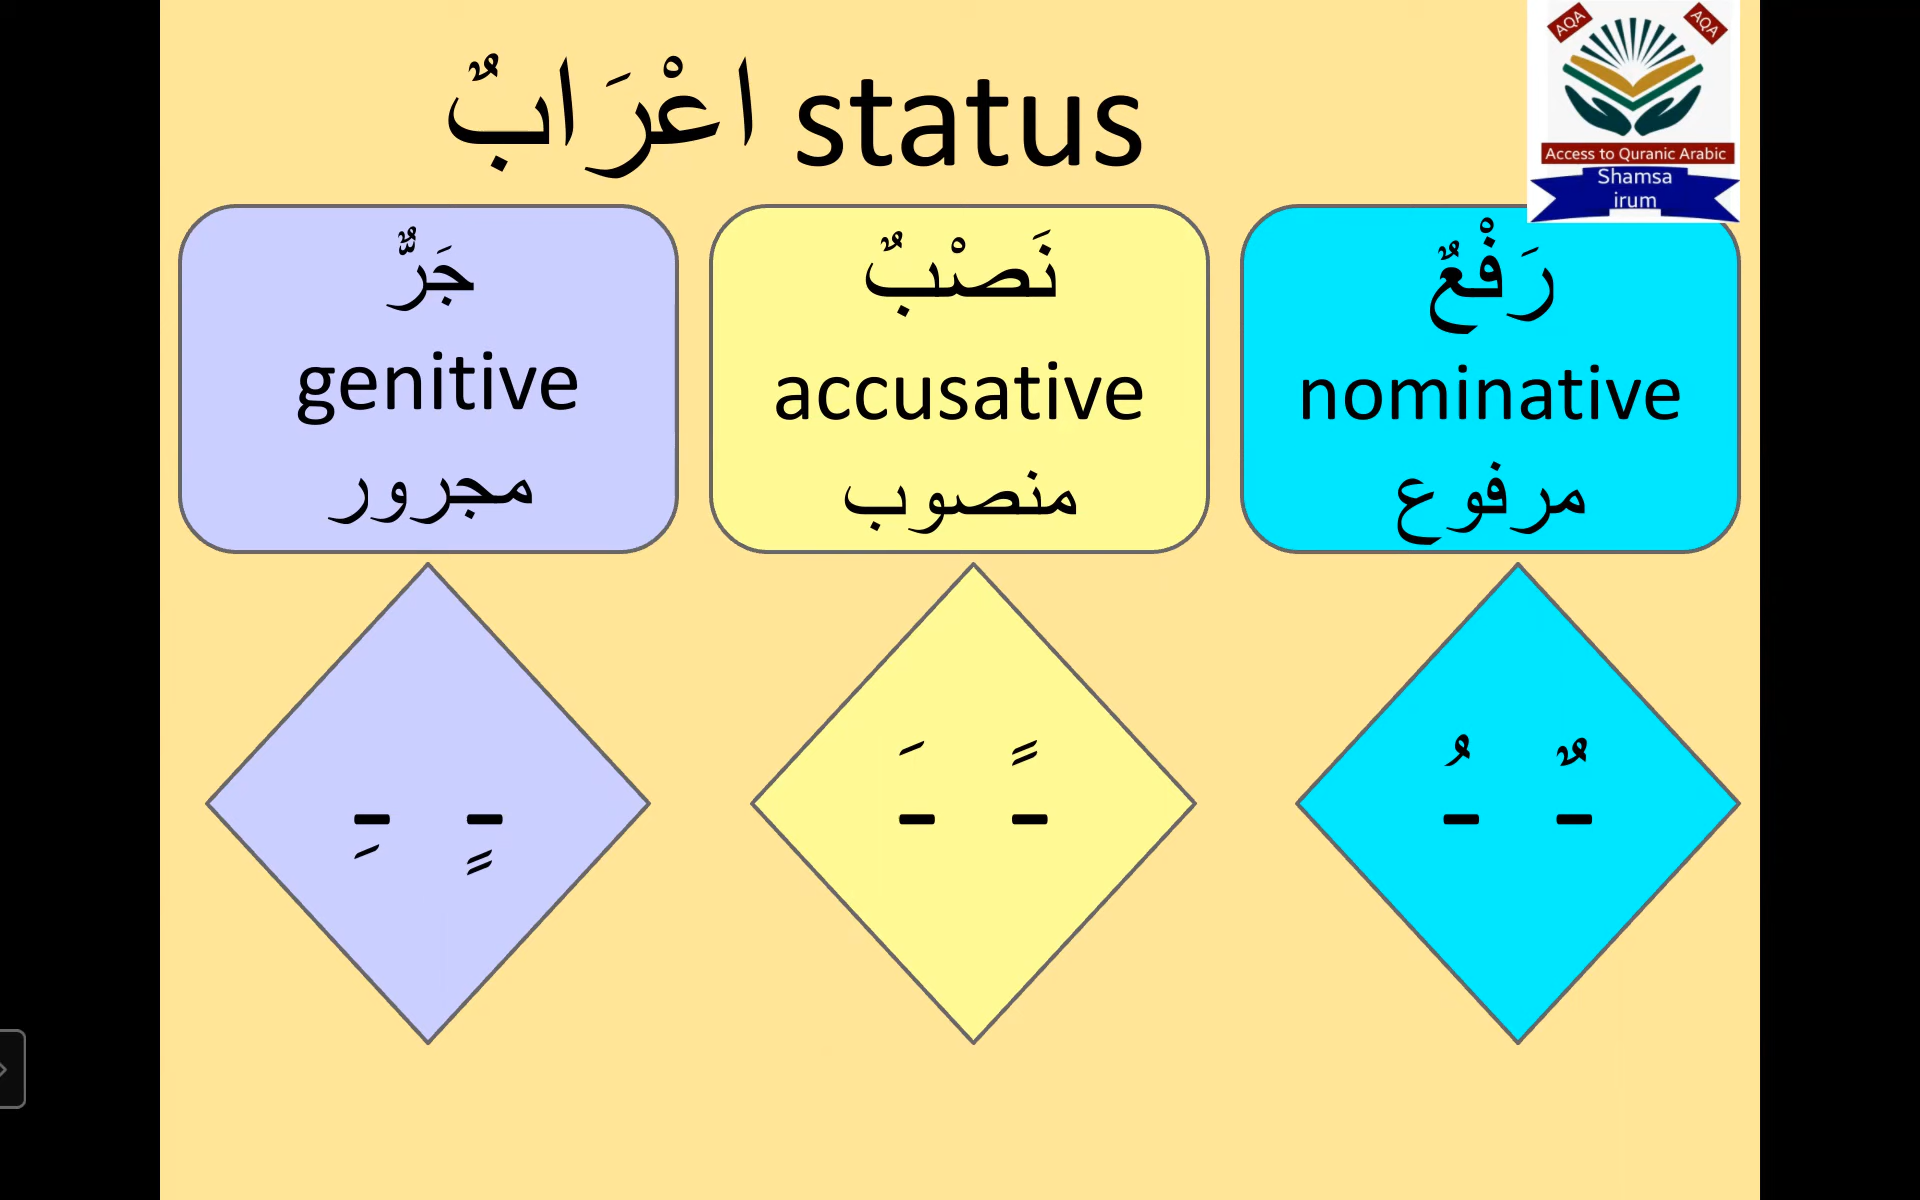 اعْرَابٌ status
AQA
AQA
Access to Quranic Arabic
Shamsa
irum
رَفْعٌ
nominative
مرفوع
نَصْبٌ
accusative
منصوب
جَرٌّ
genitive
مجرور
-ٌ -ُ
-ً -َ
-ٍ -ِ